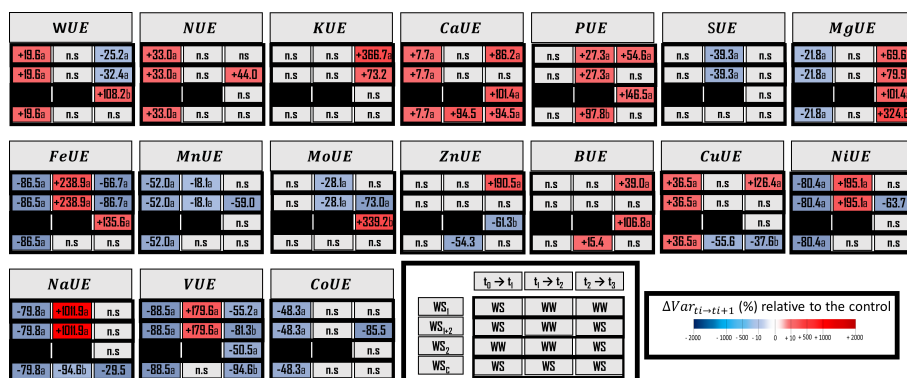 WUE NUE KUE CaUE PUE SUE MgUE
+19.6a n.s -25.2a +33.0a n.s ns n.s n.s +366.7a +7.7a n.s +86.2a n.s +27.3a +54.6a n.s -39.3a n.s -21.8a n.s +69.6
+19.6a n.s -32.4a +33.0a n.s +44.0 n.s n.s +73.2 +7.7a n.s n.s n.s +27.3a n.s n.s -39.3a n.s -21.8a n.s +79.9
+108.2b n.s n.s +101.4a +146.5a n.s +101.4
+19.6a n.s n.s +33.0a n.s n.s n.s n.s n.s +7.7a +94.5 +94.5a n.s +97.8b n.s n.s n.s n.s -21.8a n.s +324.6
FeUE MnUE MoUE ZnUE BUE CuUE NiUE
-86.5a +238.9a -66.7a -52.0a -18.1a n.s n.s -28.1a n.s n.s n.s +190.5a n.s n.s +39.0a +36.5a n.s +126.4a -80.4a +195.1a n.s
-86.5a +238.9a -86.7a -52.0a -18.1a -59.0 n.s -28.1a -73.0a n.s n.s n.s n.s n.s n.s +36.5a n.s n.s -80.4a +195.1a -63.7
+135.6a n.s +339.2b -61.3b +106.8a n.s n.s
-86.5a n.s n.s -52.0a n.s n.s n.s n.s n.s n.s -54.3 n.s n.s +15.4 n.s +36.5a -55.6 -37.6b -80.4a n.s n.s
NaUE VUE CoUE
-79.8a +1011.9a n.s -88.5a +179.6a -55.2a -48.3a n.s n.s
-79.8a +1011.9a n.s -88.5a +179.6a -81.3b -48.3a n.s -85.5
n.s -50.5a n.s
-79.8a -94.6b -29.5 -88.5a n.s -94.6b -48.3a n.s n.s
t0 → t1 t1 → t2 t2 → t3
WS1 WS WW WW
WS1+2 WS WW WS
WS2 WW WW WS
WSC WS WS WS
ΔVar ti→ti+1 (%) relative to the control
-2000 -1000 -500 -10 0 +10 +500 +1000 +2000